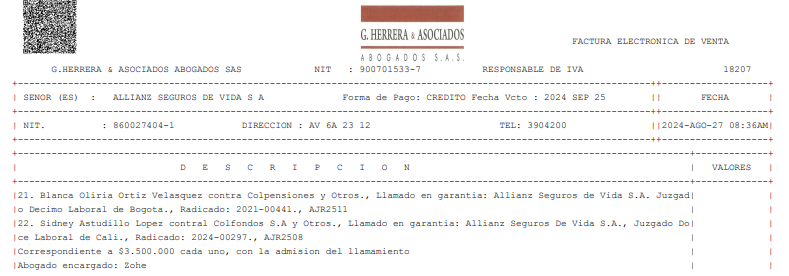 G. HERRERA & ASOCIADOS
ABOGADOS S.A.S.
FACTURA ELECTRONICA DE VENTA
G.HERRERA & ASOCIADOS ABOGADOS SAS NIT : 900701533-7 RESPONSABLE DE IVA 18207
SENOR (ES) : ALLIANZ SEGUROS DE VIDA S A Forma de Pago: CREDITO Fecha Vcto : 2024 SEP 25 || FECHA
NIT. : 860027404-1 DIRECCION : AV 6A 23 12 TEL: 3904200 ||2024-AGO-27 08:36AM|
| D E S C R I P C I O N | VALORES |
|21. Blanca Oliria Ortiz Velasquez contra Colpensiones y Otros., Llamado en garantia: Allianz Seguros de Vida S.A. Juzgad|
|o Decimo Laboral de Bogota., Radicado: 2021-00441., AJR2511
|22. Sidney Astudillo Lopez contral Colfondos S.A y Otros., Llamado en garantia: Allianz Seguros De Vida S.A., Juzgado Do|
|ce Laboral de Cali., Radicado: 2024-00297., AJR2508
|Correspondiente a $3.500.000 cada uno, con la admision del llamamiento
|Abogado encargado: Zohe